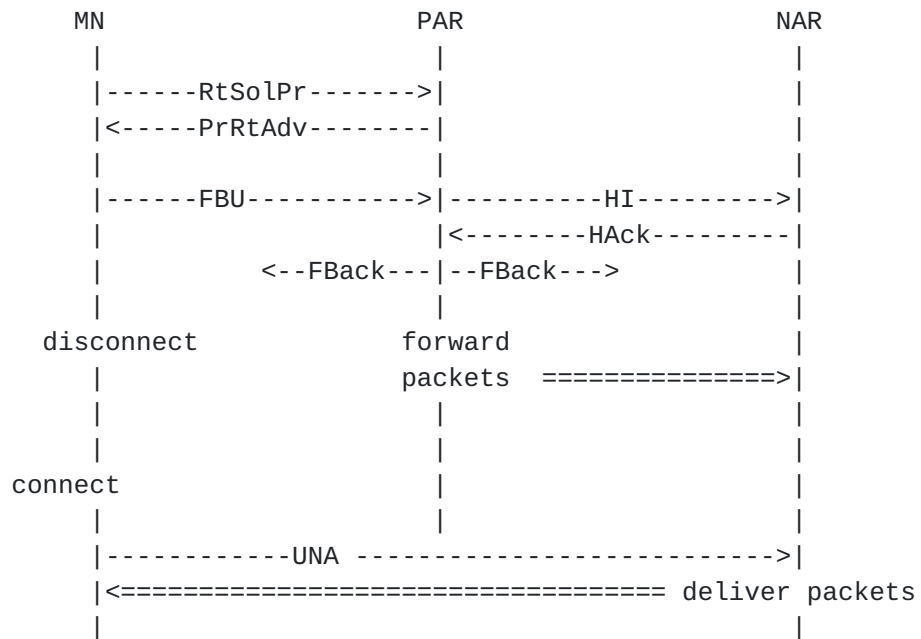 MN PAR NAR
| | |
|------RtSolPr------->| |
|<-----PrRtAdv--------| |
| | |
|------FBU----------->|----------HI--------->|
| |<--------HAck---------|
| <--FBack---|--FBack---> |
| | |
disconnect forward |
| packets ===============>|
| | |
| | |
connect | |
| | |
|------------UNA --------------------------->|
|<=================================== deliver packets
| |